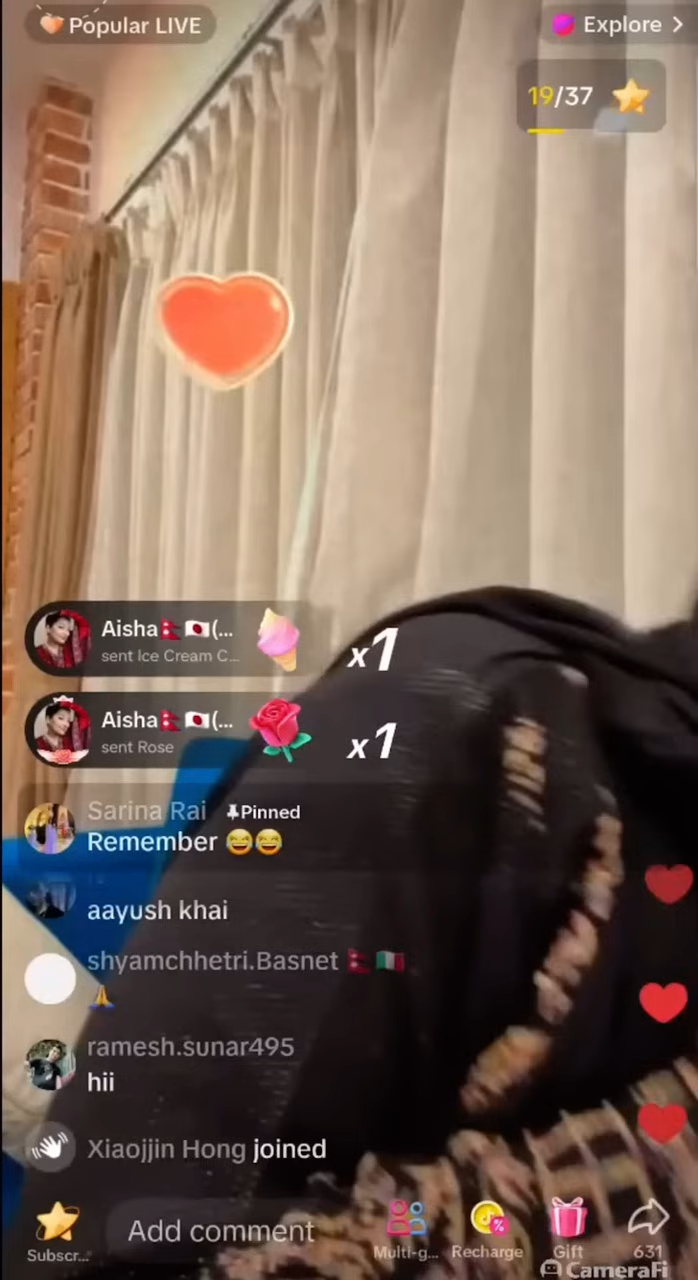 Popular LIVE
Explore >
19/37
Aisha🇳🇵🇯🇵(...
sent Ice Cream C...
x1
Aisha🇳🇵🇯🇵(...
sent Rose
x1
Sarina Rai 📌Pinned
Remember 😂😂
aayush khai
shyamchhetri.Basnet 🇳🇵 🇮🇹
🙏
ramesh.sunar495
hii
Xiaojjin Hong joined
Add comment
Subscr...
Multi-g...
Recharge
Gift
631
CameraFi